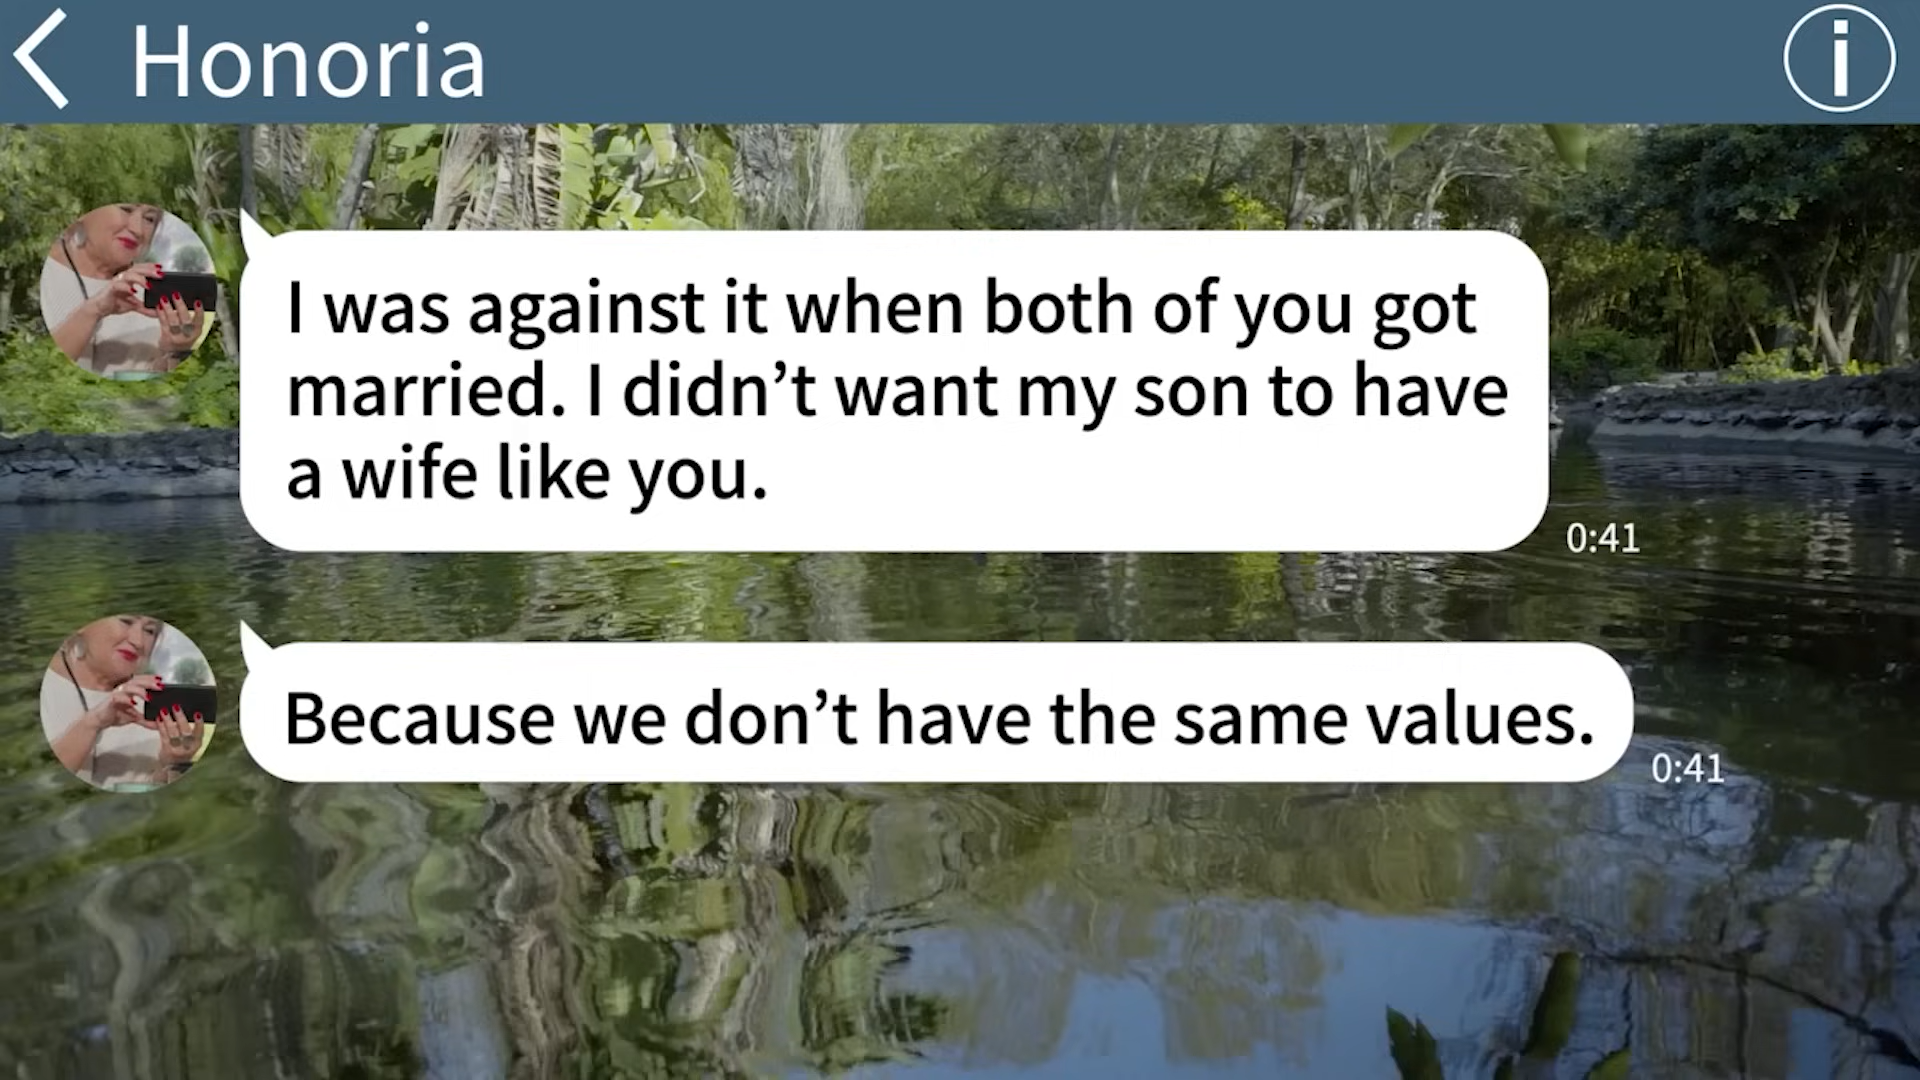 Honoria
I was against it when both of you got
married. I didn’t want my son to have
a wife like you.
0:41
Because we don’t have the same values.
0:41